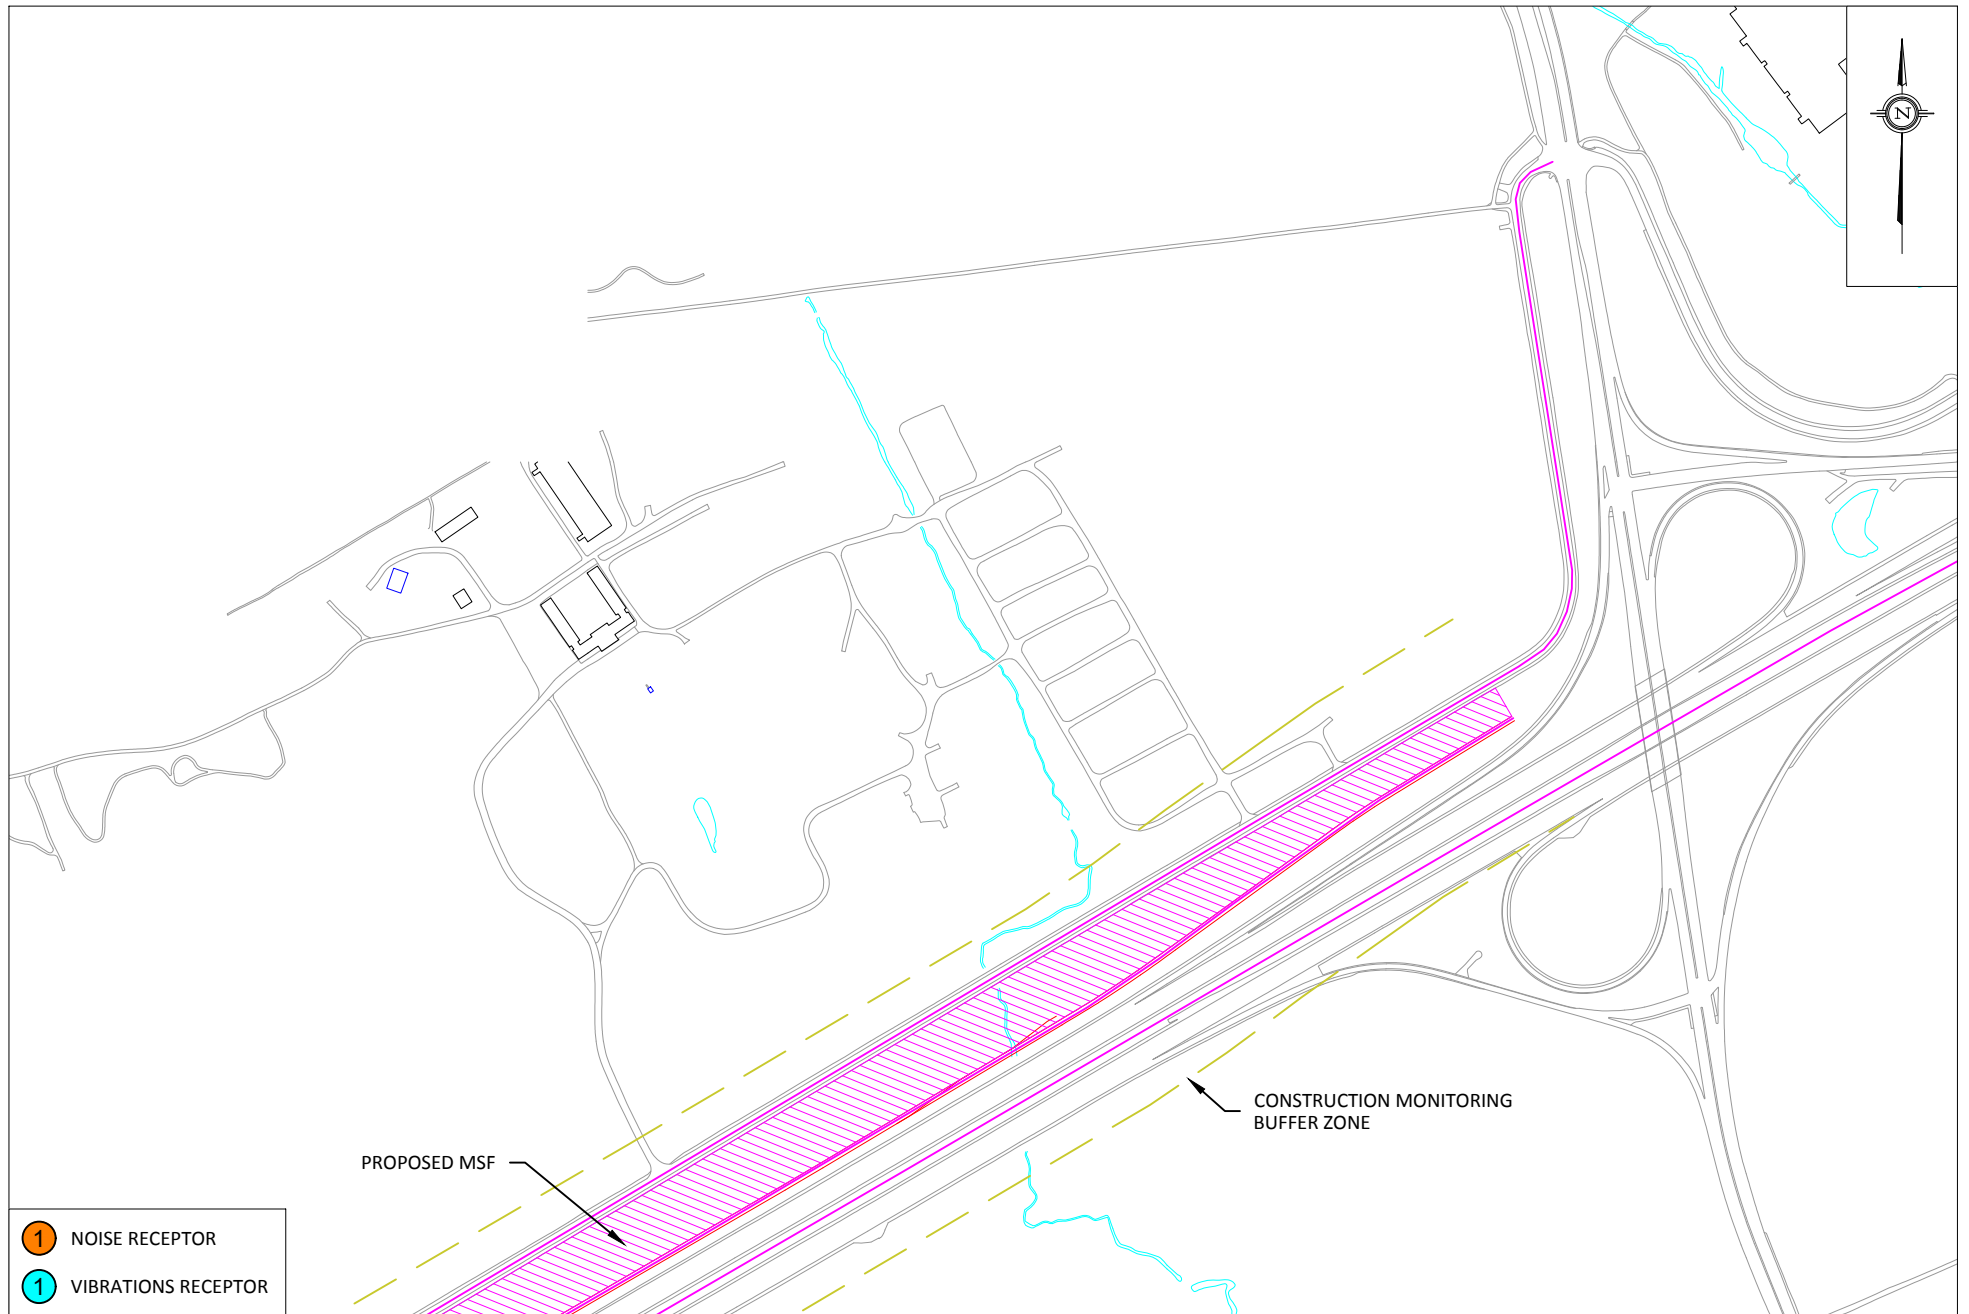 N
CONSTRUCTION MONITORING
BUFFER ZONE
PROPOSED MSF
1 NOISE RECEPTOR
1 VIBRATIONS RECEPTOR